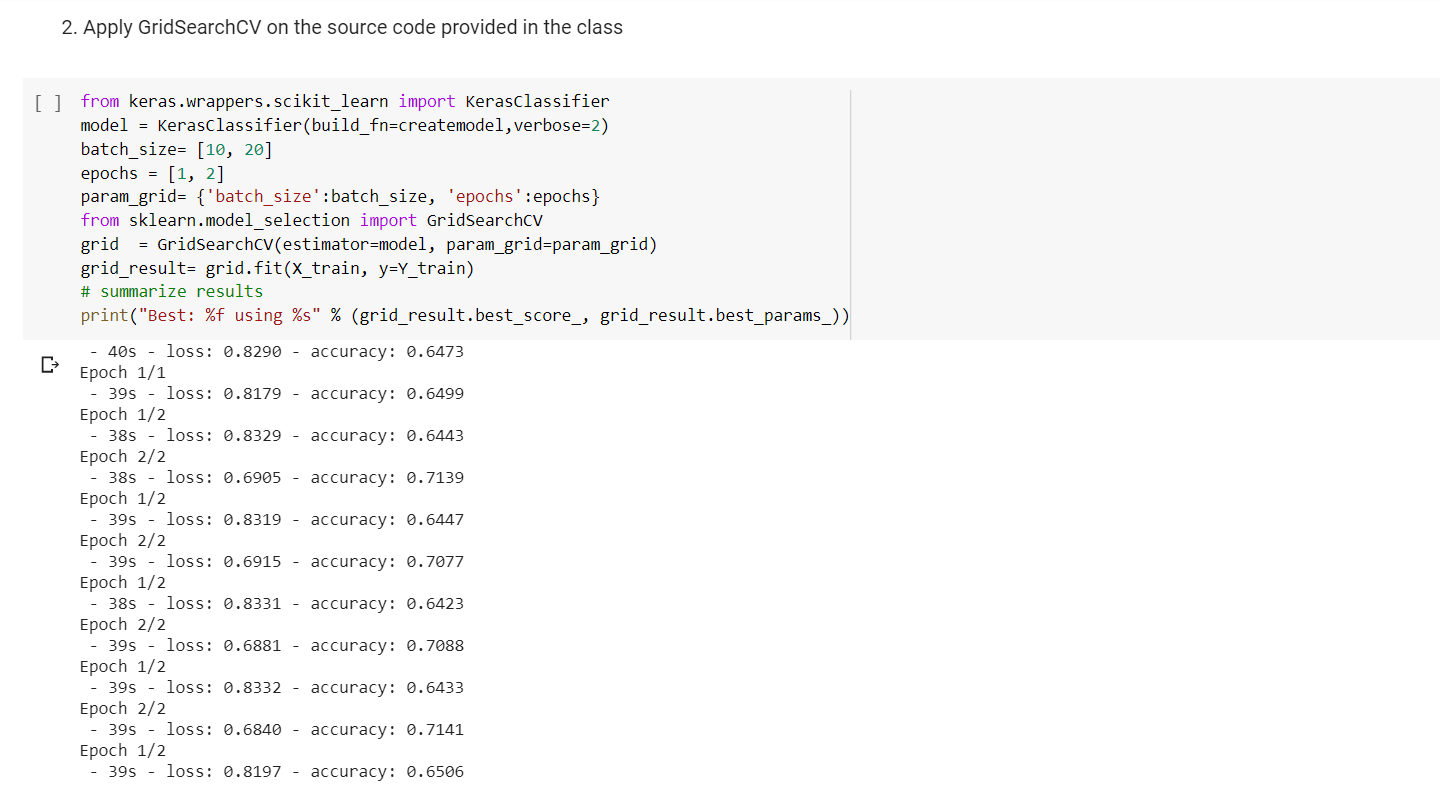 2. Apply GridSearchCV on the source code provided in the class
[ ] from keras.wrappers.scikit_learn import KerasClassifier
model = KerasClassifier(build_fn=createmodel,verbose=2)
batch_size= [10, 20]
epochs = [1, 2]
param_grid= {'batch_size':batch_size, 'epochs':epochs}
from sklearn.model_selection import GridSearchCV
grid  = GridSearchCV(estimator=model, param_grid=param_grid)
grid_result= grid.fit(X_train, y=Y_train)
# summarize results
print("Best: %f using %s" % (grid_result.best_score_, grid_result.best_params_))
- 40s - loss: 0.8290 - accuracy: 0.6473
Epoch 1/1
- 39s - loss: 0.8179 - accuracy: 0.6499
Epoch 1/2
- 38s - loss: 0.8329 - accuracy: 0.6443
Epoch 2/2
- 38s - loss: 0.6905 - accuracy: 0.7139
Epoch 1/2
- 39s - loss: 0.8319 - accuracy: 0.6447
Epoch 2/2
- 39s - loss: 0.6915 - accuracy: 0.7077
Epoch 1/2
- 38s - loss: 0.8331 - accuracy: 0.6423
Epoch 2/2
- 39s - loss: 0.6881 - accuracy: 0.7088
Epoch 1/2
- 39s - loss: 0.8332 - accuracy: 0.6433
Epoch 2/2
- 39s - loss: 0.6840 - accuracy: 0.7141
Epoch 1/2
- 39s - loss: 0.8197 - accuracy: 0.6506